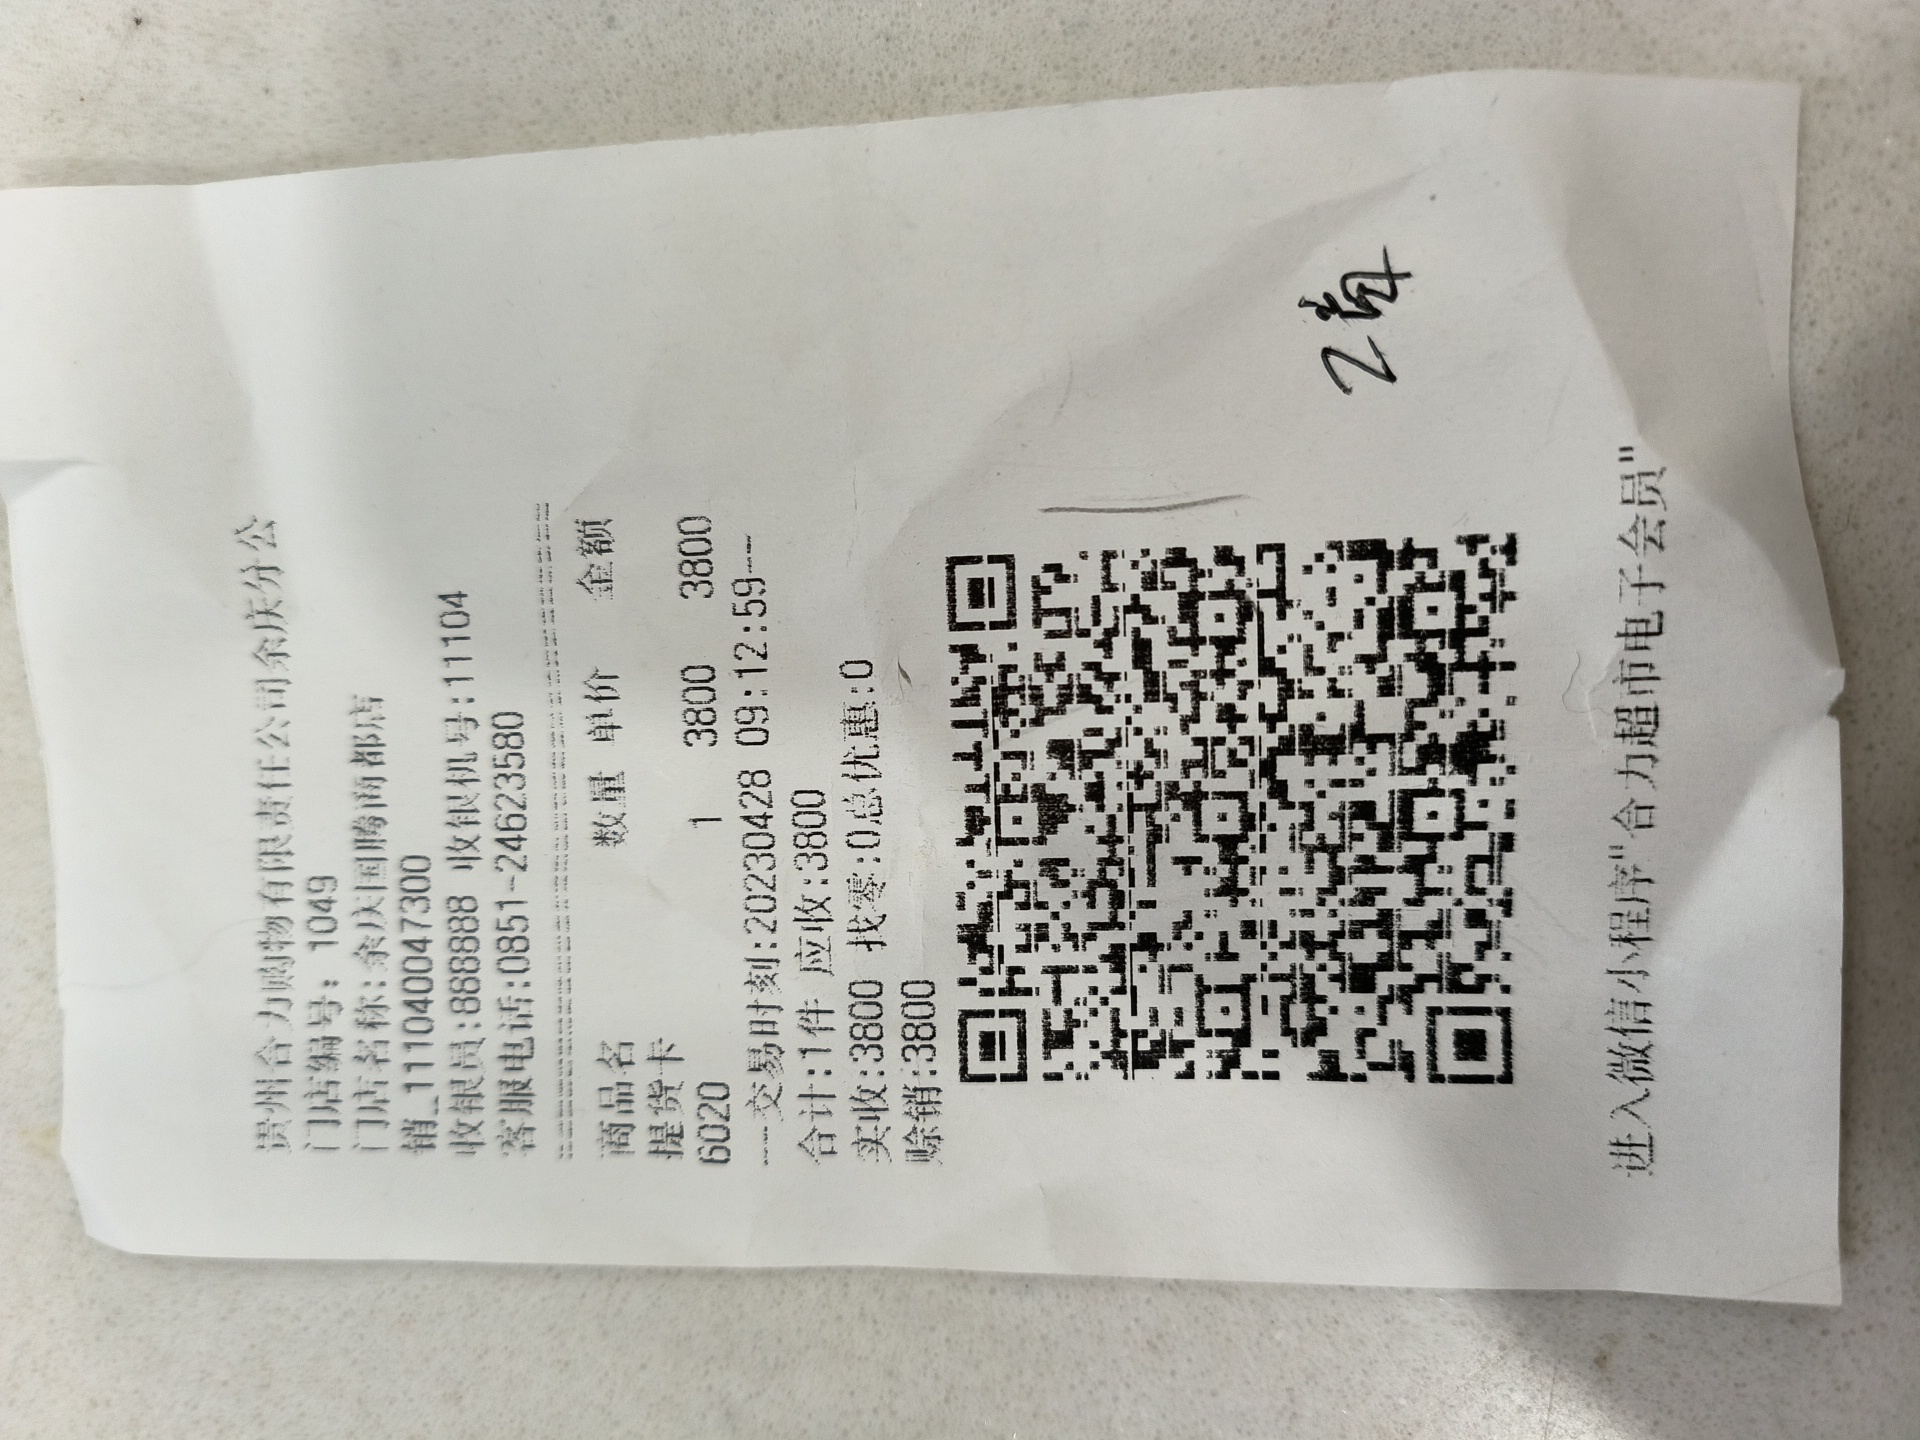 贵州合力购物有限责任公司余庆分公
门店编号: 1049
门店名称:余庆国腾商都店
销_1110400047300
收银员:888888 收银机号:11104
客服电话:0851-24623580
商品名 数量 单价 金额
提货卡
6020 1 3800 3800
---交易时刻:20230428 09:12:59---
合计:1件 应收:3800
实收:3800 找零:0总优惠:0
赊销:3800
进入微信小程序"合力超市电子会员"